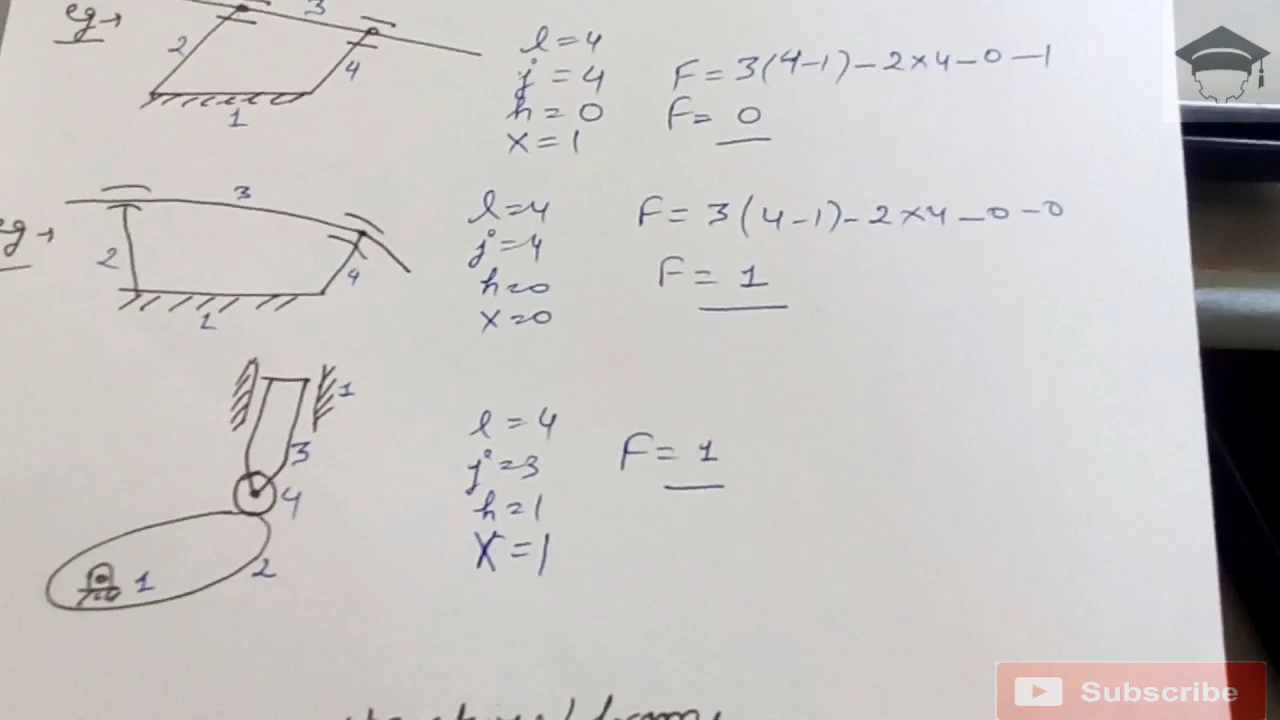 eg→
3
2
4
1
l = 4
j = 4
h = 0
x = 1
F = 3(4-1) - 2×4 - 0 - 1
F = 0
eg→
3
2
4
1
l = 4
j = 4
h = 0
x = 0
F = 3(4-1) - 2×4 - 0 - 0
F = 1
1
3
4
2
1
l = 4
j = 3
h = 1
X = 1
F = 1
Subscribe